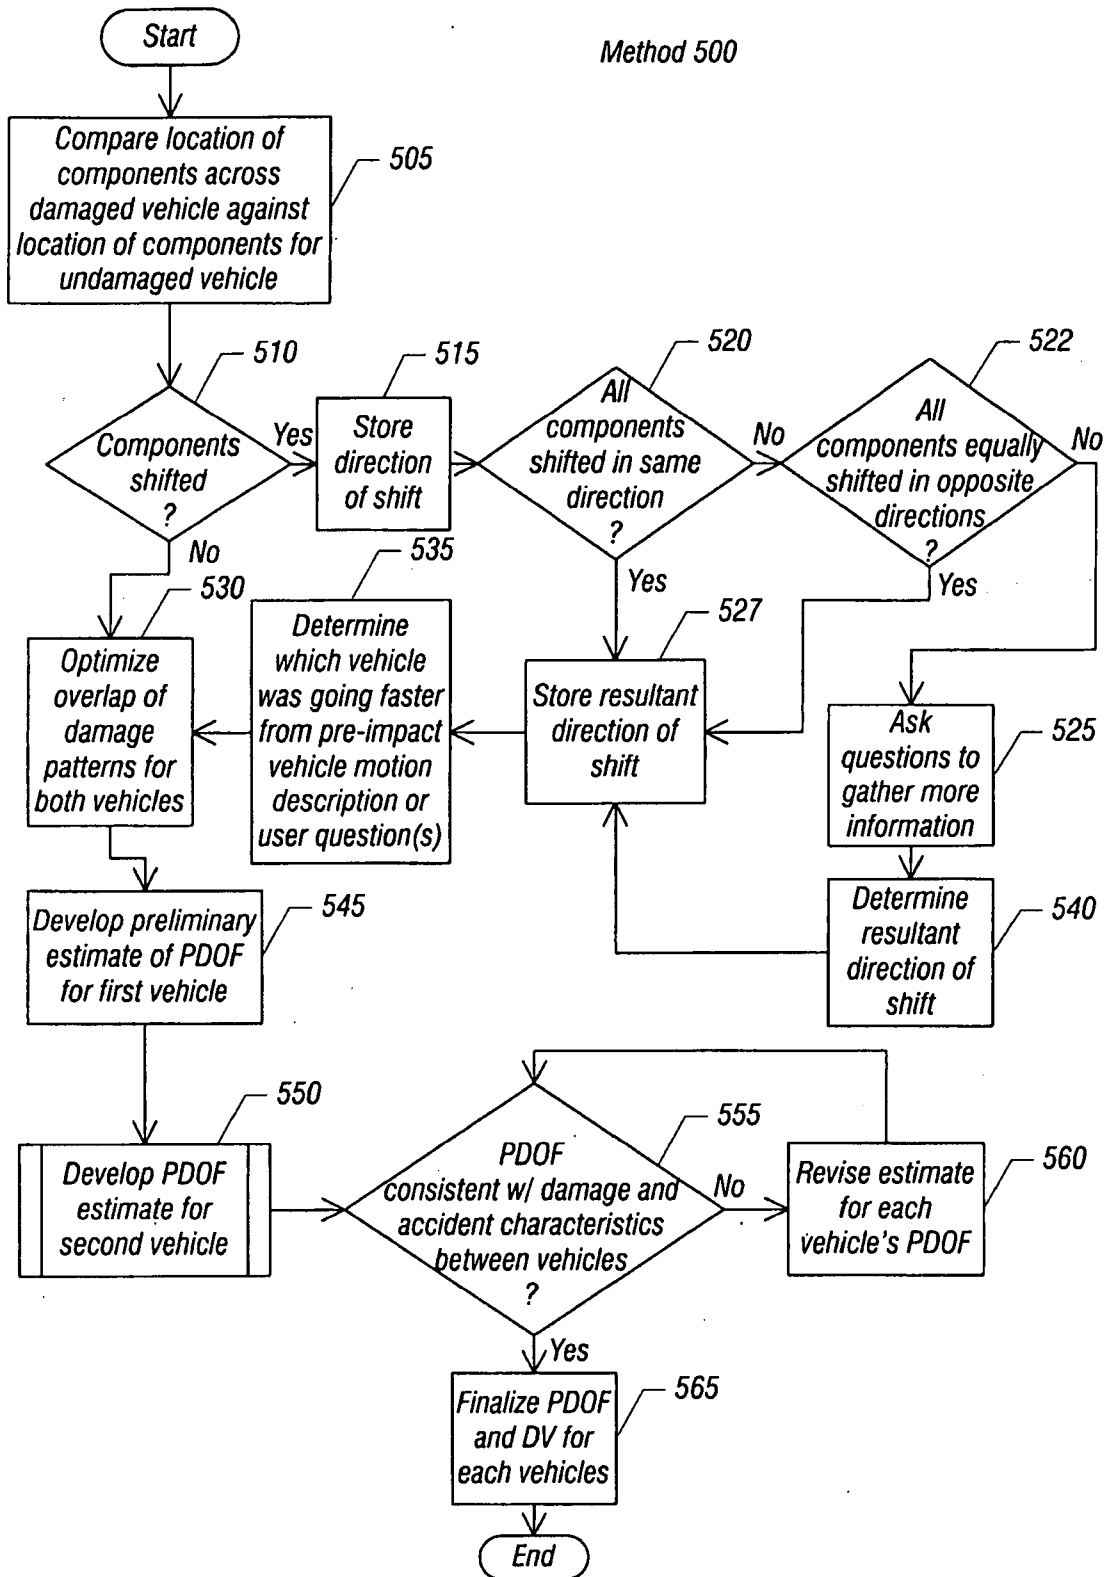 Start
Method 500
Compare location of
components across
damaged vehicle against
location of components for
undamaged vehicle
505
510
Components
shifted
?
Yes
No
515
Store
direction
of shift
520
All
components
shifted in same
direction
?
No
Yes
522
All
components equally
shifted in opposite
directions
?
No
Yes
530
Optimize
overlap of
damage
patterns for
both vehicles
535
Determine
which vehicle
was going faster
from pre-impact
vehicle motion
description or
user question(s)
527
Store resultant
direction of
shift
Ask
questions to
gather more
information
525
Determine
resultant
direction of
shift
540
Develop preliminary
estimate of PDOF
for first vehicle
545
550
Develop PDOF
estimate for
second vehicle
555
PDOF
consistent w/ damage and
accident characteristics
between vehicles
?
No
Yes
Revise estimate
for each
vehicle's PDOF
560
Finalize PDOF
and DV for
each vehicles
565
End